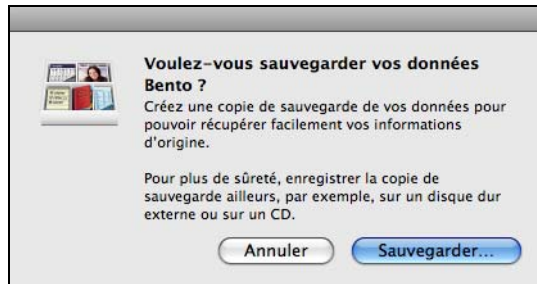 Voulez-vous sauvegarder vos données
Bento ?
Créez une copie de sauvegarde de vos données pour
pouvoir récupérer facilement vos informations
d'origine.
Pour plus de sûreté, enregistrer la copie de
sauvegarde ailleurs, par exemple, sur un disque dur
externe ou sur un CD.
Annuler Sauvegarder...